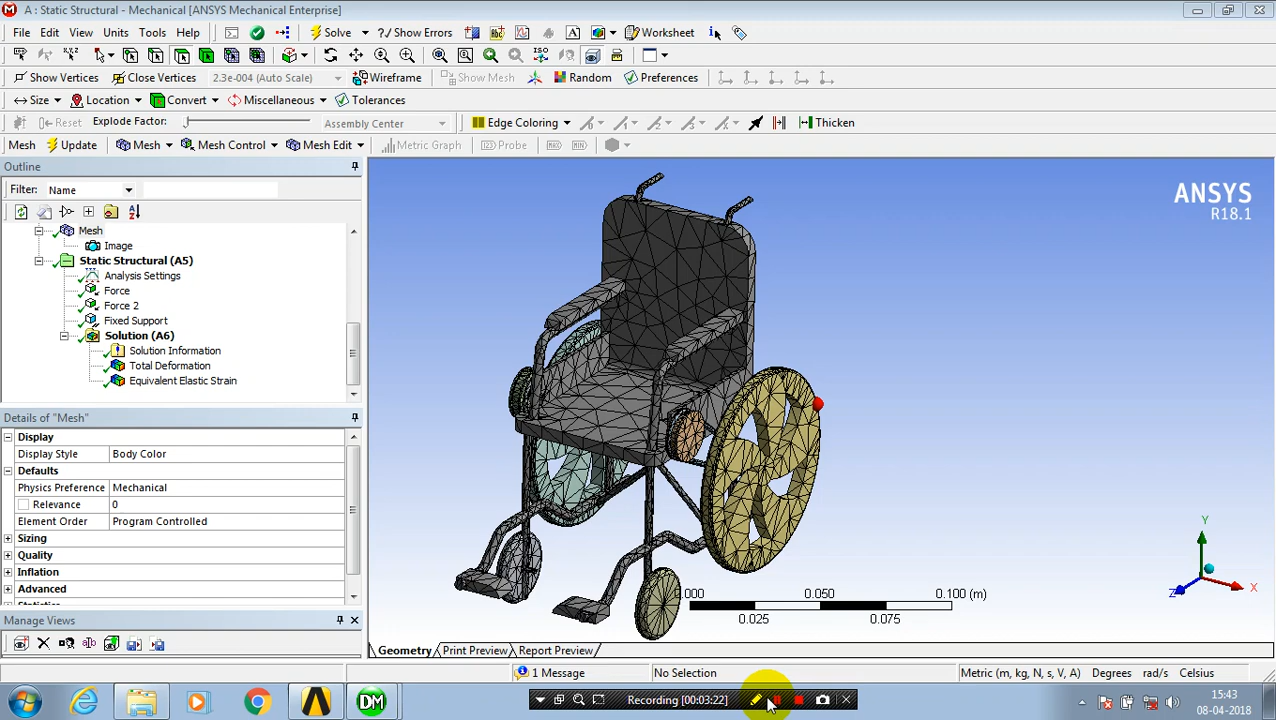 A : Static Structural - Mechanical [ANSYS Mechanical Enterprise]
File Edit View Units Tools Help Solve ?/ Show Errors Worksheet
Show Vertices Close Vertices 2.3e-004 (Auto Scale) Wireframe Show Mesh Random Preferences
Size Location Convert Miscellaneous Tolerances
Reset Explode Factor: Assembly Center Edge Coloring Thicken
Mesh Update Mesh Mesh Control Mesh Edit Metric Graph Probe
Outline
Filter: Name
Mesh
Image
Static Structural (A5)
Analysis Settings
Force
Force 2
Fixed Support
Solution (A6)
Solution Information
Total Deformation
Equivalent Elastic Strain
Details of "Mesh"
Display
Display Style Body Color
Defaults
Physics Preference Mechanical
Relevance 0
Element Order Program Controlled
Sizing
Quality
Inflation
Advanced
Manage Views
ANSYS
R18.1
Y
X
Z
0.000 0.050 0.100 (m)
0.025 0.075
Geometry Print Preview Report Preview
1 Message No Selection Metric (m, kg, N, s, V, A) Degrees rad/s Celsius
Recording [00:03:22]
DM
15:43
08-04-2018